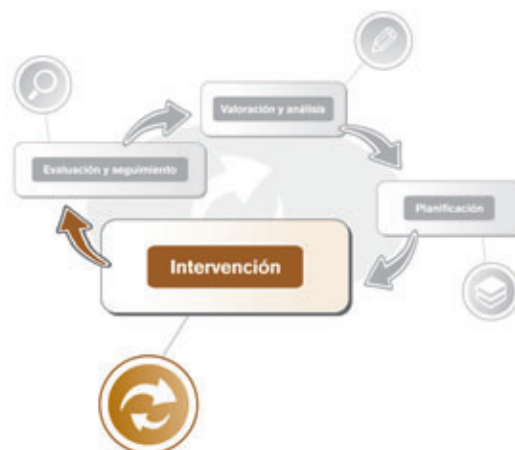 Valoración y análisis
Evaluación y seguimiento
Planificación
Intervención